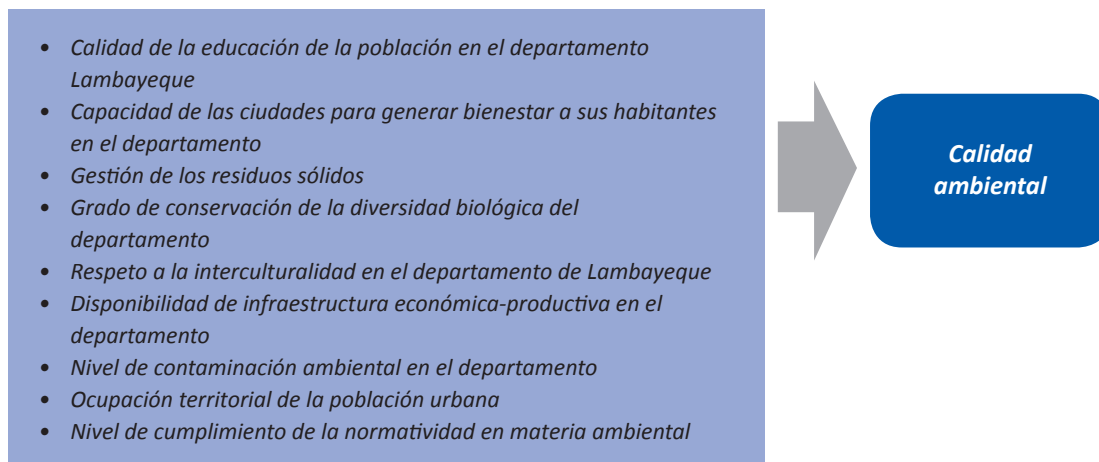 • Calidad de la educación de la población en el departamento
Lambayeque
• Capacidad de las ciudades para generar bienestar a sus habitantes
en el departamento
• Gestión de los residuos sólidos
• Grado de conservación de la diversidad biológica del
departamento
• Respeto a la interculturalidad en el departamento de Lambayeque
• Disponibilidad de infraestructura económica-productiva en el
departamento
• Nivel de contaminación ambiental en el departamento
• Ocupación territorial de la población urbana
• Nivel de cumplimiento de la normatividad en materia ambiental
Calidad
ambiental